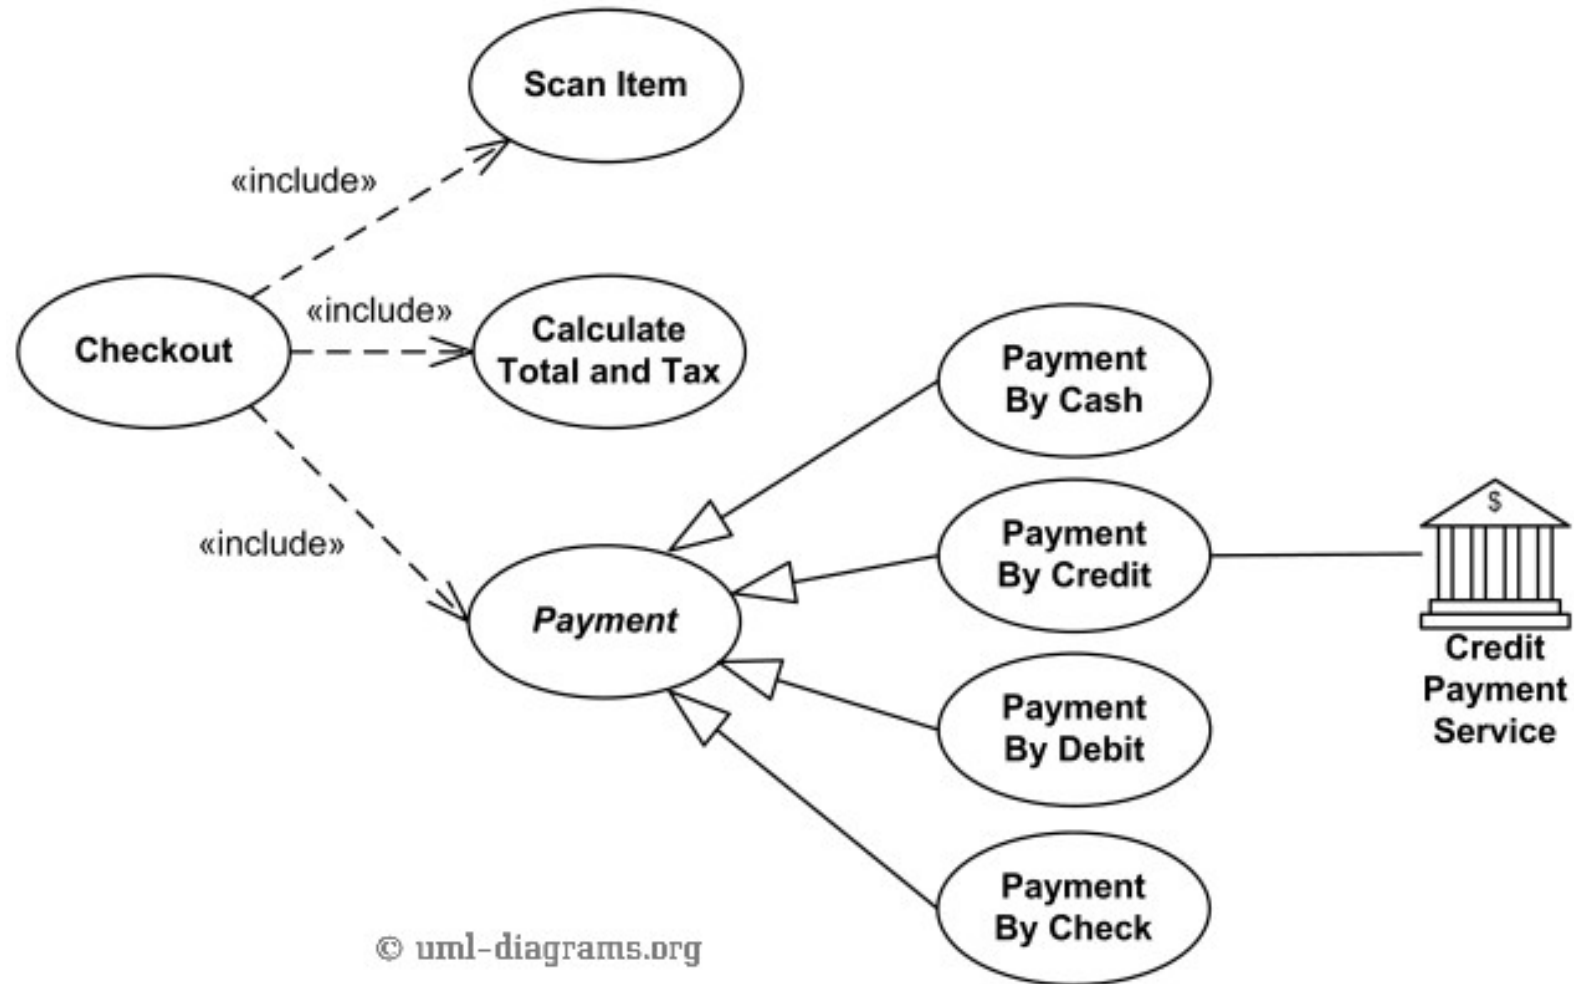 Scan Item
«include»
«include»
Checkout
Calculate
Total and Tax
«include»
Payment
Payment
By Cash
Payment
By Credit
Payment
By Debit
Payment
By Check
$
Credit
Payment
Service
© uml-diagrams.org